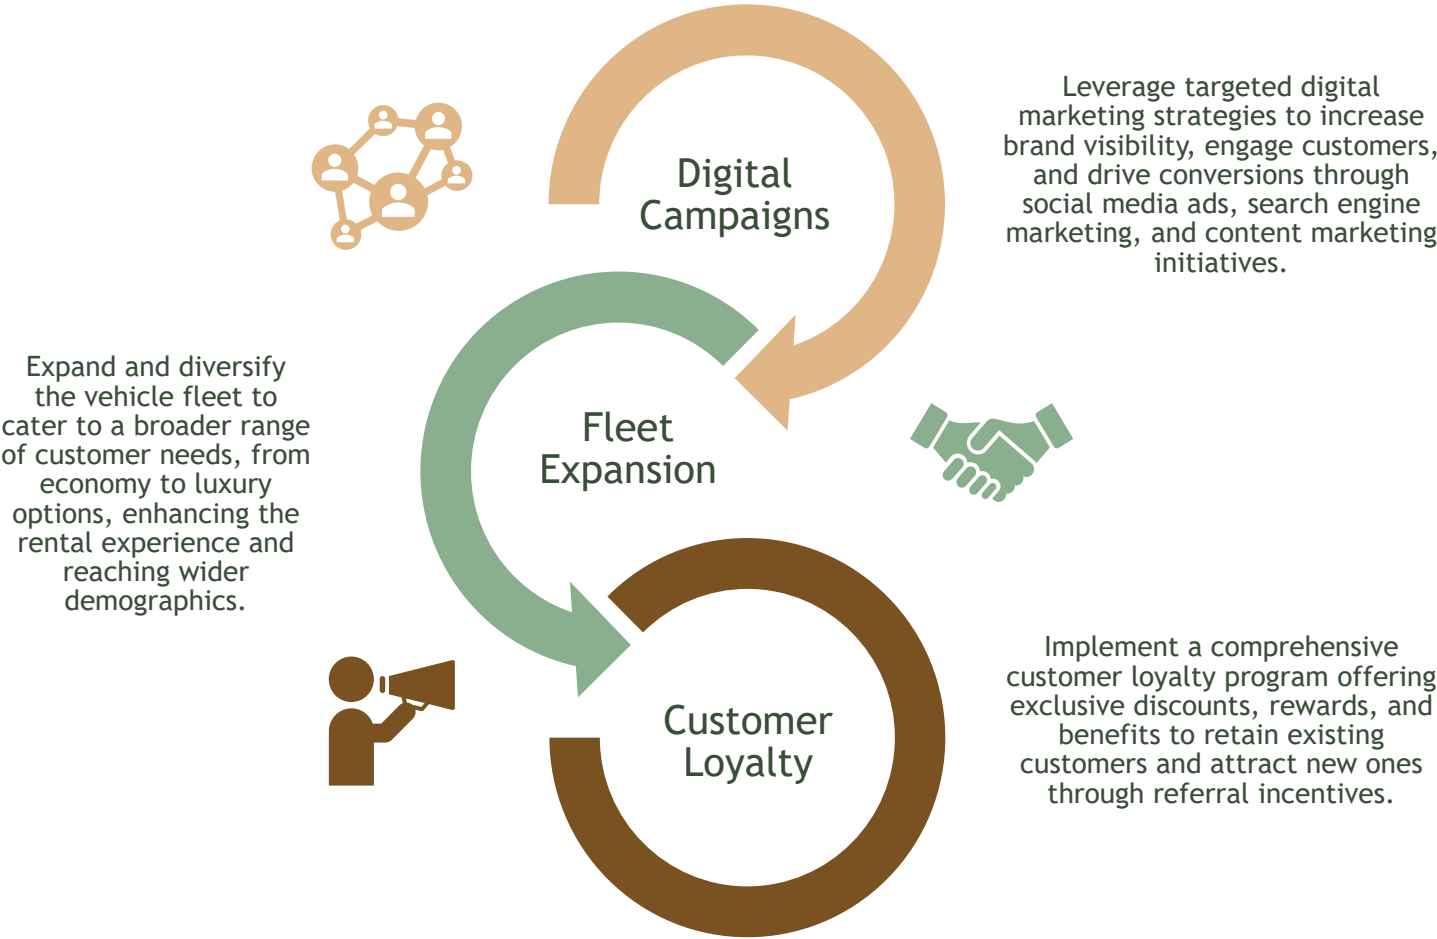 Digital
Campaigns
Leverage targeted digital
marketing strategies to increase
brand visibility, engage customers,
and drive conversions through
social media ads, search engine
marketing, and content marketing
initiatives.
Fleet
Expansion
Expand and diversify
the vehicle fleet to
cater to a broader range
of customer needs, from
economy to luxury
options, enhancing the
rental experience and
reaching wider
demographics.
Customer
Loyalty
Implement a comprehensive
customer loyalty program offering
exclusive discounts, rewards, and
benefits to retain existing
customers and attract new ones
through referral incentives.